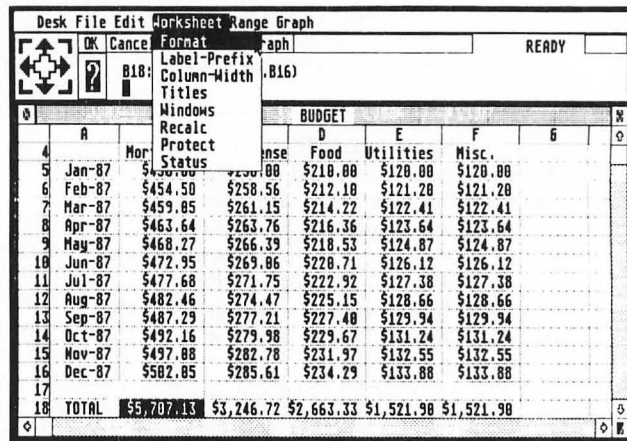 Desk File Edit Worksheet Range Graph
OK Cance Format raph READY
? B18: Label-Prefix .B16)
Column-Width
Titles
Windows BUDGET
Recalc
Protect
Status
A D E F G
4 Mor ense Food Utilities Misc.
5 Jan-87 $210.00 $120.00 $120.00
6 Feb-87 $454.50 $258.56 $212.10 $121.20 $121.20
7 Mar-87 $459.05 $261.15 $214.22 $122.41 $122.41
8 Apr-87 $463.64 $263.76 $216.36 $123.64 $123.64
9 May-87 $468.27 $266.39 $218.53 $124.87 $124.87
10 Jun-87 $472.95 $269.06 $220.71 $126.12 $126.12
11 Jul-87 $477.68 $271.75 $222.92 $127.38 $127.38
12 Aug-87 $482.46 $274.47 $225.15 $128.66 $128.66
13 Sep-87 $487.29 $277.21 $227.40 $129.94 $129.94
14 Oct-87 $492.16 $279.98 $229.67 $131.24 $131.24
15 Nov-87 $497.08 $282.78 $231.97 $132.55 $132.55
16 Dec-87 $502.05 $285.61 $234.29 $133.88 $133.88
17
18 TOTAL $5,707.13 $3,246.72 $2,663.33 $1,521.90 $1,521.90